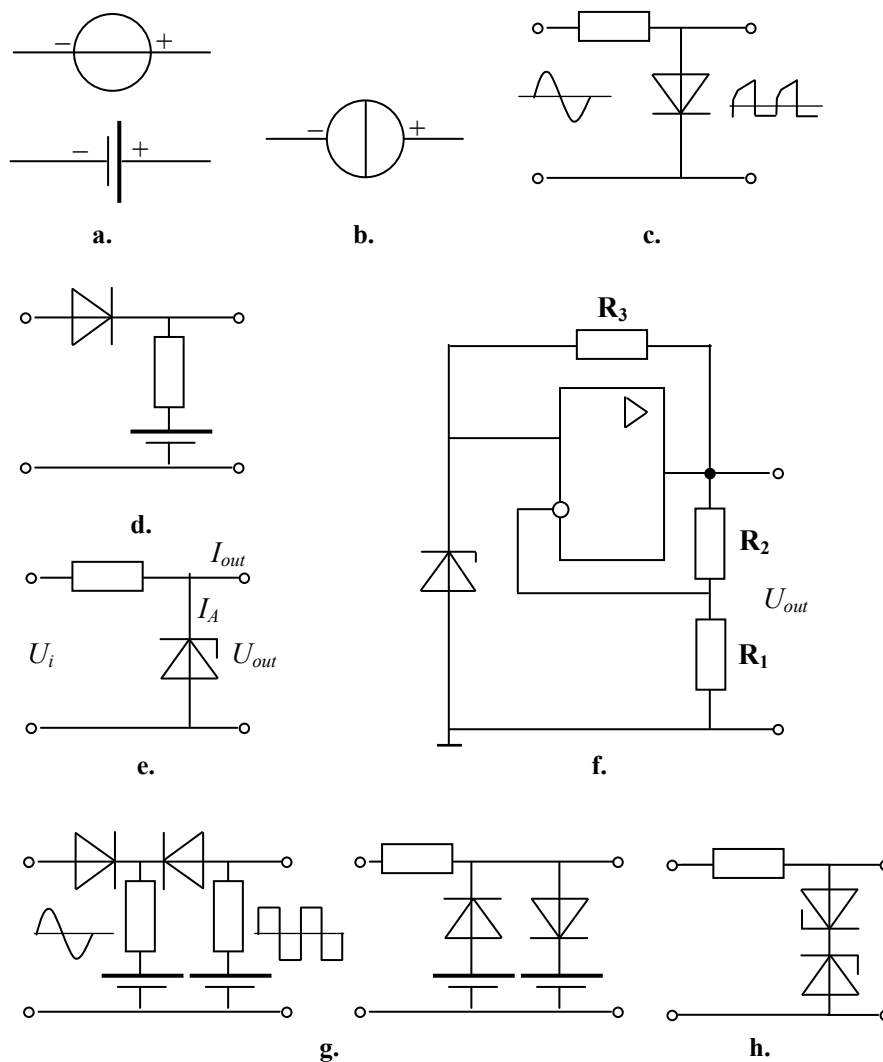 − +
− +
a.
− +
b.
c.
d.
R3
R2
R1
Uout
f.
Iout
IA
Ui
Uout
e.
g.
h.